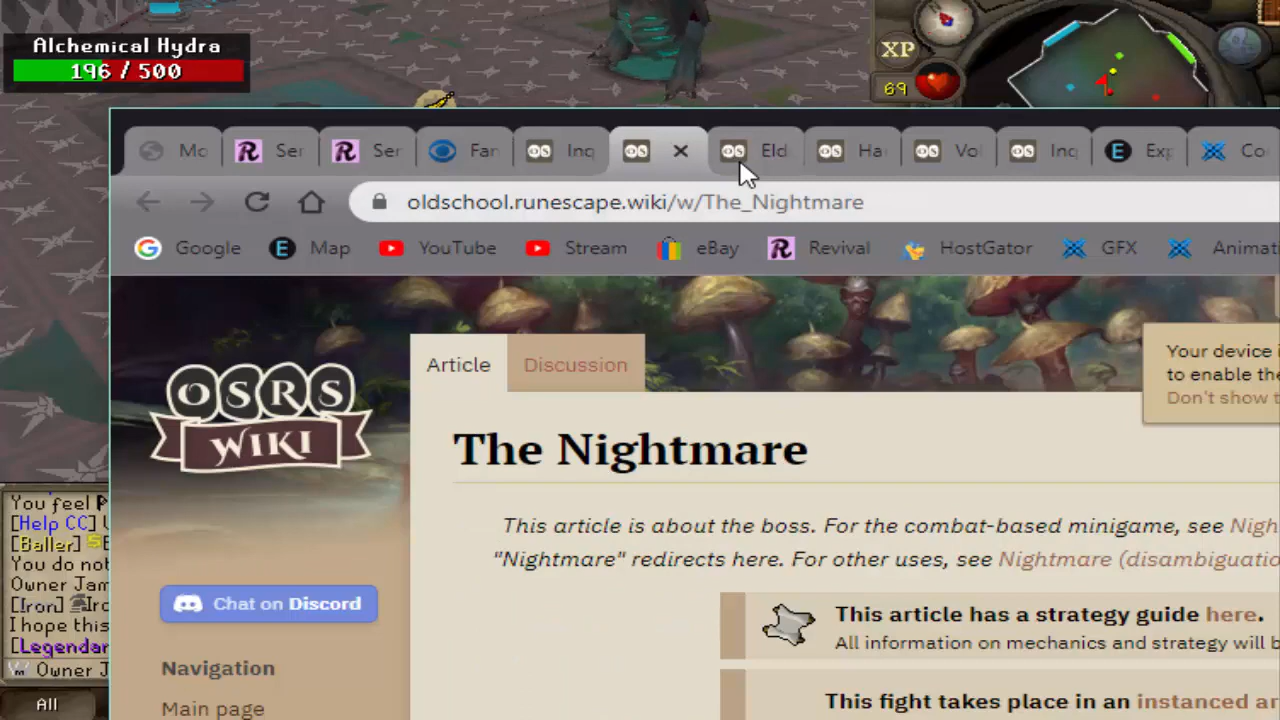 Alchemical Hydra
196 / 500
XP
69
Mo
Ser
Ser
Fan
Inq
Eld
Ha
Vo
Inq
Exp
Co
oldschool.runescape.wiki/w/The_Nightmare
Google
Map
YouTube
Stream
eBay
Revival
HostGator
GFX
Animat
OSRS
WIKI
Article
Discussion
Your device i
to enable the
Don't show t
The Nightmare
This article is about the boss. For the combat-based minigame, see Nigh
"Nightmare" redirects here. For other uses, see Nightmare (disambiguatio
This article has a strategy guide here.
All information on mechanics and strategy will b
This fight takes place in an instanced ar
Chat on Discord
Navigation
Main page
You feel
[Help CC]
[Baller]
You do not
Owner Jam
[Iron] Iro
I hope this
[Legendar
Owner J
All